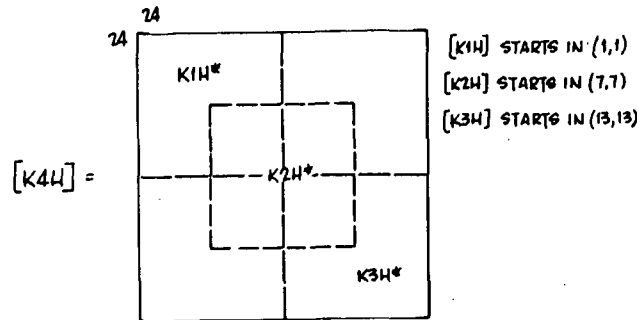 24
24
K1H*
[K1H] STARTS IN (1,1)
[K2H] STARTS IN (7,7)
[K3H] STARTS IN (13,13)
[K4H] =
K2H*
K3H*